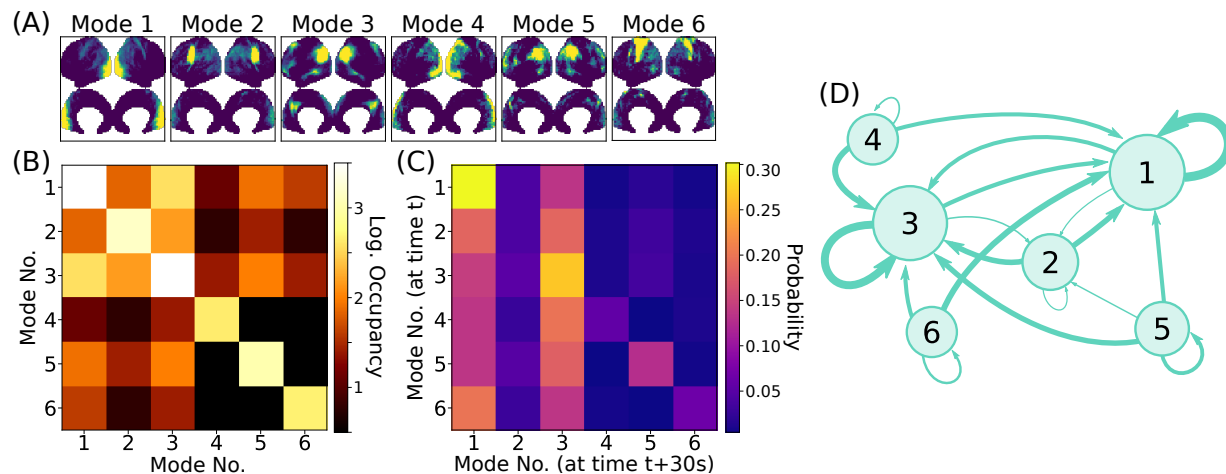 (A)
Mode 1 Mode 2 Mode 3 Mode 4 Mode 5 Mode 6
(B)
Mode No.
1
2
3
4
5
6
1 2 3 4 5 6
Mode No.
3
2
1
Log. Occupancy
(C)
Mode No. (at time t)
1
2
3
4
5
6
1 2 3 4 5 6
Mode No. (at time t+30s)
0.30
0.25
0.20
0.15
0.10
0.05
Probability
(D)
4
1
3
2
6
5